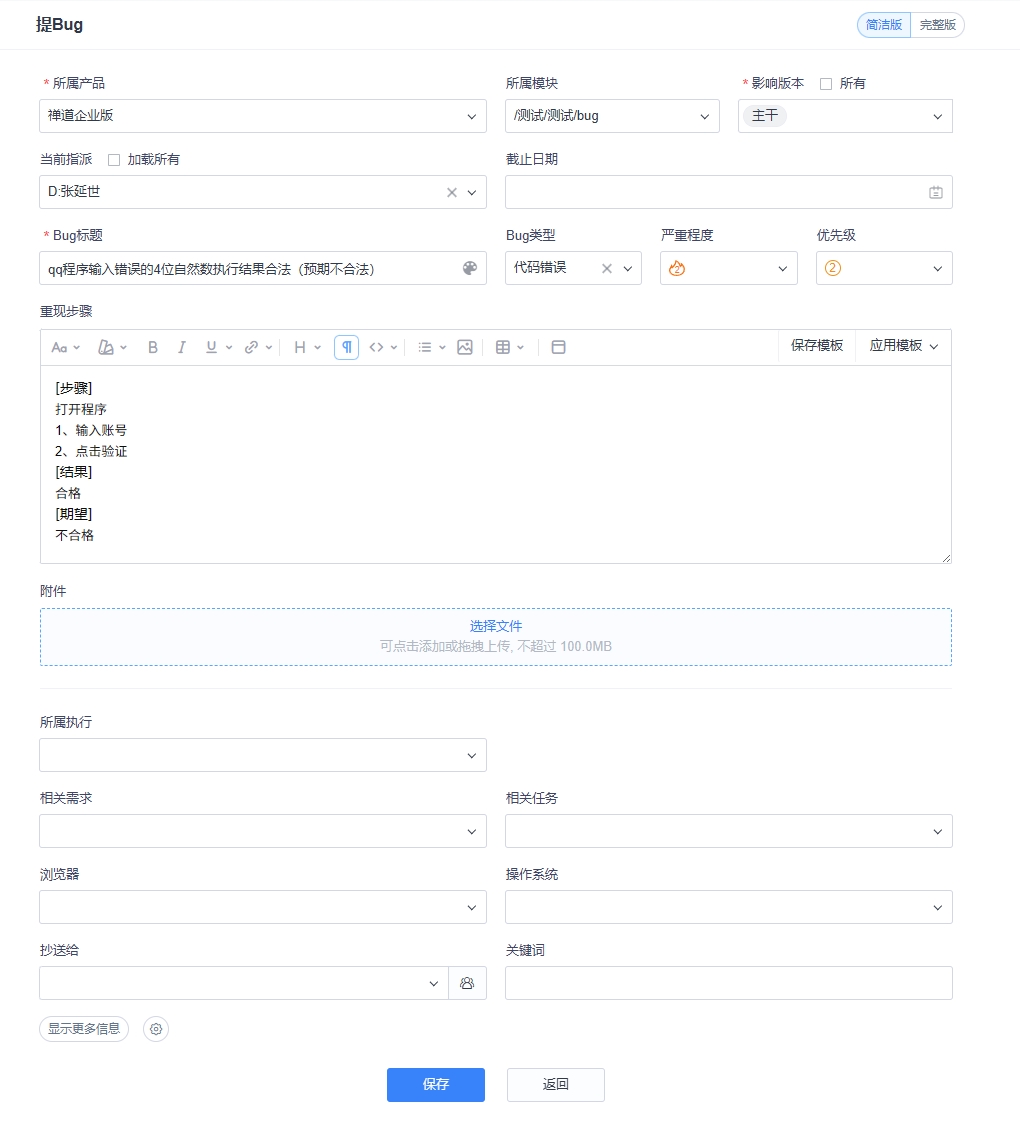 提Bug
简洁版 完整版
* 所属产品 所属模块 * 影响版本 所有
禅道企业版 /测试/测试/bug 主干
当前指派 加载所有 截止日期
D:张延世
* Bug标题 Bug类型 严重程度 优先级
qq程序输入错误的4位自然数执行结果合法（预期不合法） 代码错误 2 2
重现步骤
Aa B I U H ¶ <> 保存模板 应用模板
[步骤]
打开程序
1、输入账号
2、点击验证
[结果]
合格
[期望]
不合格
附件
选择文件
可点击添加或拖拽上传, 不超过 100.0MB
所属执行
相关需求 相关任务
浏览器 操作系统
抄送给 关键词
显示更多信息
保存 返回